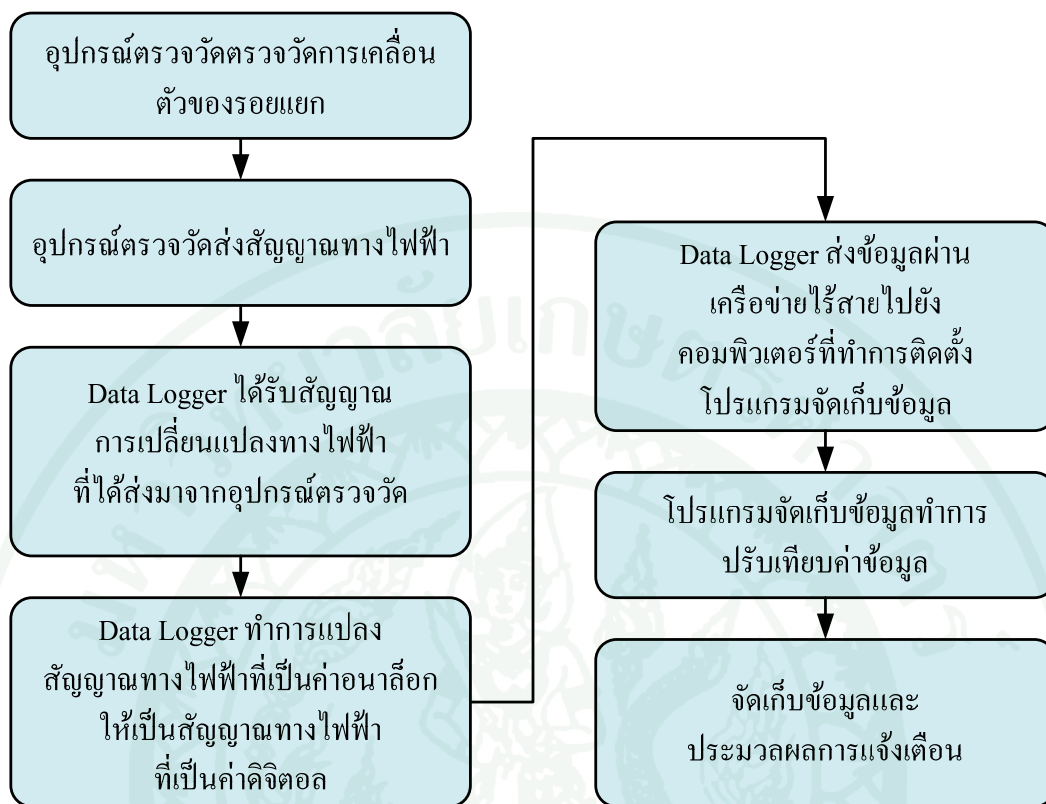 อุปกรณ์ตรวจวัดตรวจวัดการเคลื่อน
ตัวของรอยแยก
อุปกรณ์ตรวจวัดส่งสัญญาณทางไฟฟ้า
Data Logger ได้รับสัญญาณ
การเปลี่ยนแปลงทางไฟฟ้า
ที่ได้ส่งมาจากอุปกรณ์ตรวจวัด
Data Logger ทำการแปลง
สัญญาณทางไฟฟ้าที่เป็นค่าอนาล็อก
ให้เป็นสัญญาณทางไฟฟ้า
ที่เป็นค่าดิจิตอล
Data Logger ส่งข้อมูลผ่าน
เครือข่ายไร้สายไปยัง
คอมพิวเตอร์ที่ทำการติดตั้ง
โปรแกรมจัดเก็บข้อมูล
โปรแกรมจัดเก็บข้อมูลทำการ
ปรับเทียบค่าข้อมูล
จัดเก็บข้อมูลและ
ประมวลผลการแจ้งเตือน